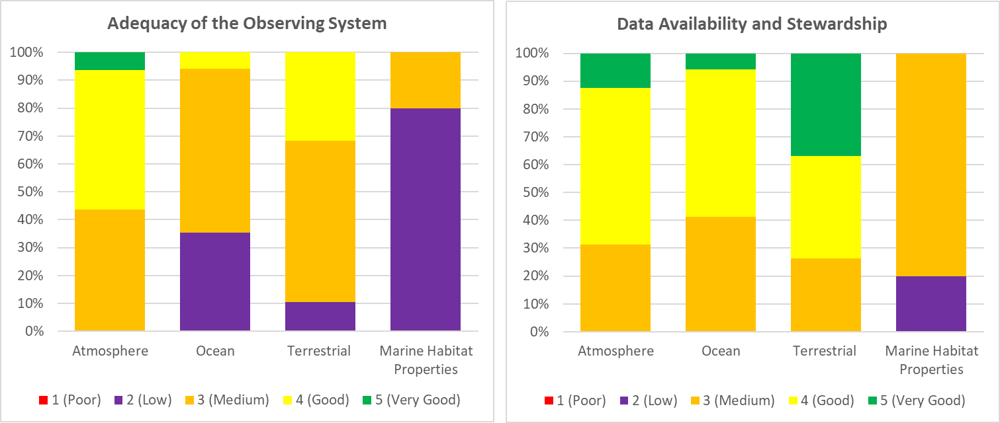 Adequacy of the Observing System
100%
90%
80%
70%
60%
50%
40%
30%
20%
10%
0%
Atmosphere
Ocean
Terrestrial
Marine Habitat
Properties
1 (Poor) 2 (Low) 3 (Medium) 4 (Good) 5 (Very Good)
Data Availability and Stewardship
100%
90%
80%
70%
60%
50%
40%
30%
20%
10%
0%
Atmosphere
Ocean
Terrestrial
Marine Habitat
Properties
1 (Poor) 2 (Low) 3 (Medium) 4 (Good) 5 (Very Good)